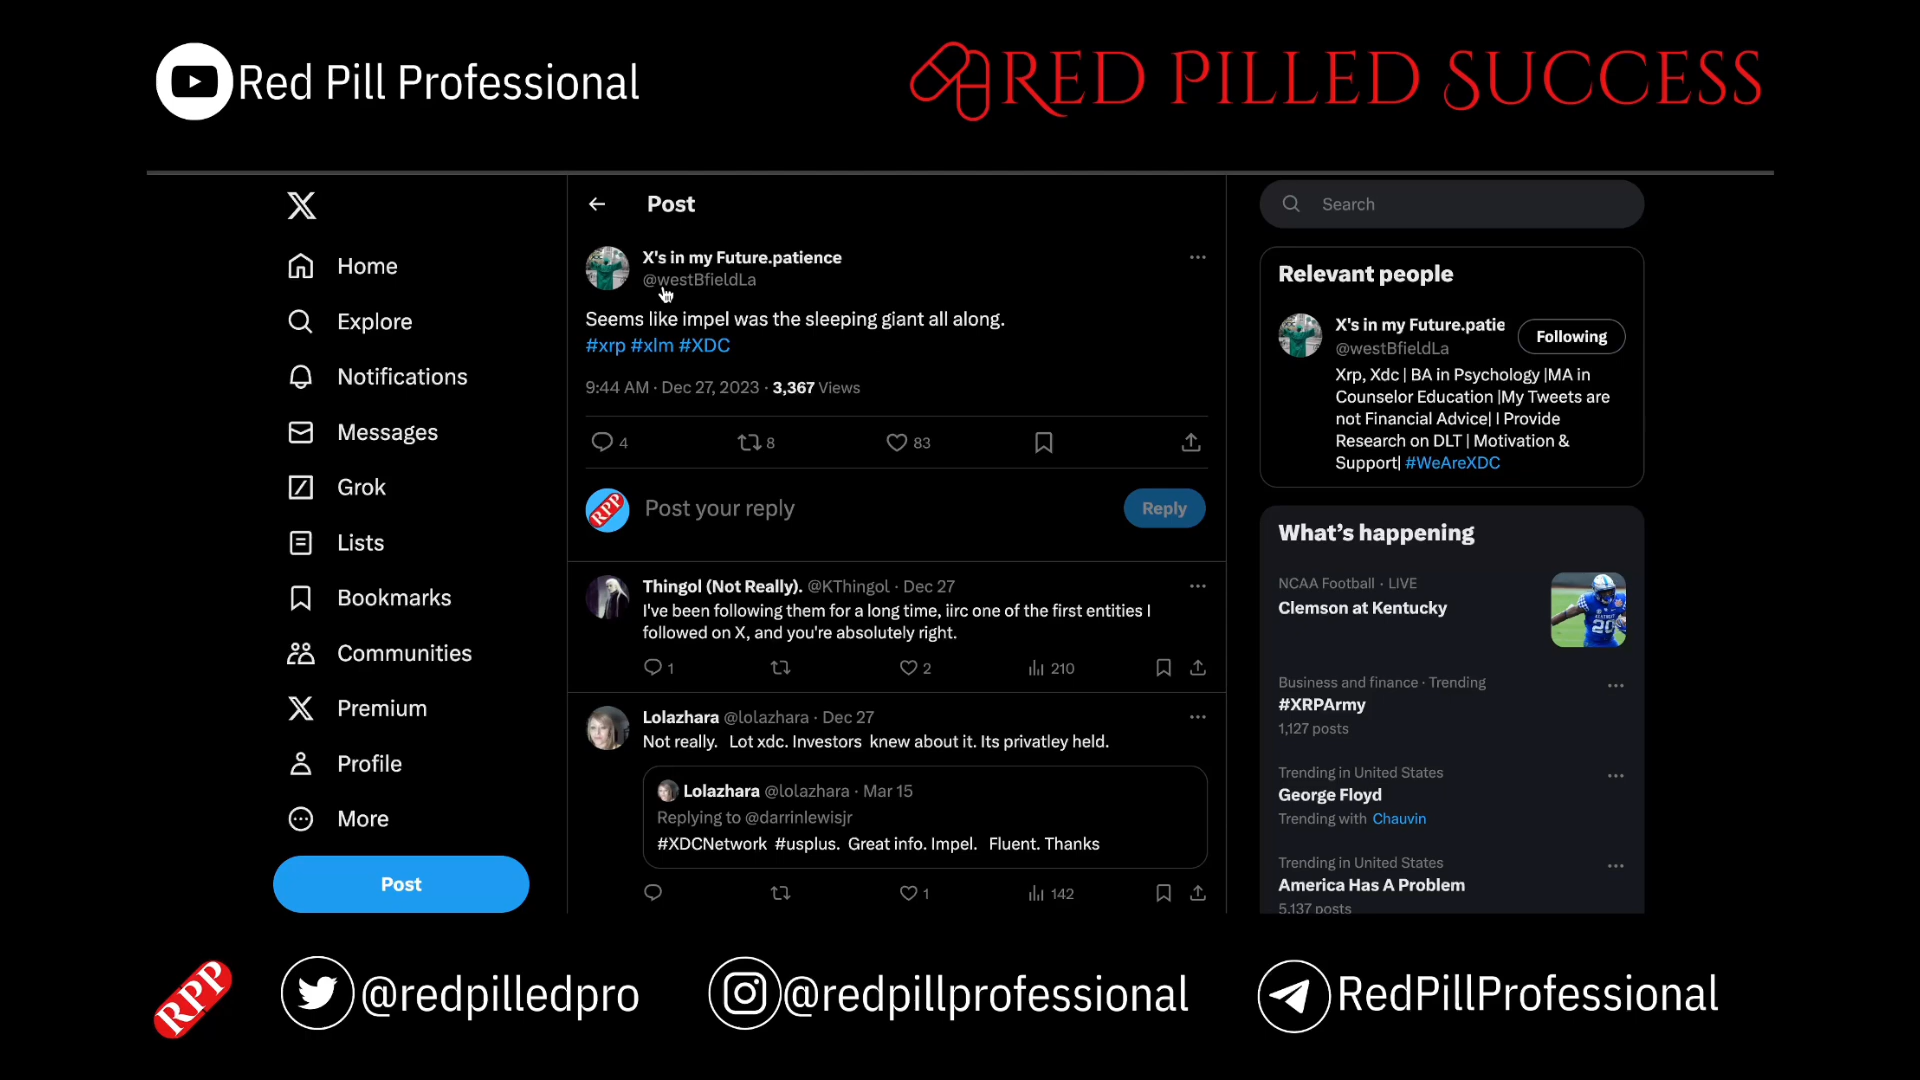 Red Pill Professional
RED PILLED SUCCESS
Home
Explore
Notifications
Messages
Grok
Lists
Bookmarks
Communities
Premium
Profile
More
Post
Post
X's in my Future.patience
@westBfieldLa
Seems like impel was the sleeping giant all along.
#xrp #xlm #XDC
9:44 AM · Dec 27, 2023 · 3,367 Views
4 8 83
RPP Post your reply Reply
Thingol (Not Really). @KThingol · Dec 27
I've been following them for a long time, iirc one of the first entities I
followed on X, and you're absolutely right.
1 2 210
Lolazhara @lolazhara · Dec 27
Not really. Lot xdc. Investors knew about it. Its privatley held.
Lolazhara @lolazhara · Mar 15
Replying to @darrinlewisjr
#XDCNetwork #usplus. Great info. Impel. Fluent. Thanks
1 142
Search
Relevant people
X's in my Future.patie
@westBfieldLa
Following
Xrp, Xdc | BA in Psychology |MA in
Counselor Education |My Tweets are
not Financial Advice| I Provide
Research on DLT | Motivation &
Support| #WeAreXDC
What's happening
NCAA Football · LIVE
Clemson at Kentucky
20
Business and finance · Trending
#XRPArmy
1,127 posts
Trending in United States
George Floyd
Trending with Chauvin
Trending in United States
America Has A Problem
5,137 posts
RPP
@redpilledpro
@redpillprofessional
RedPillProfessional